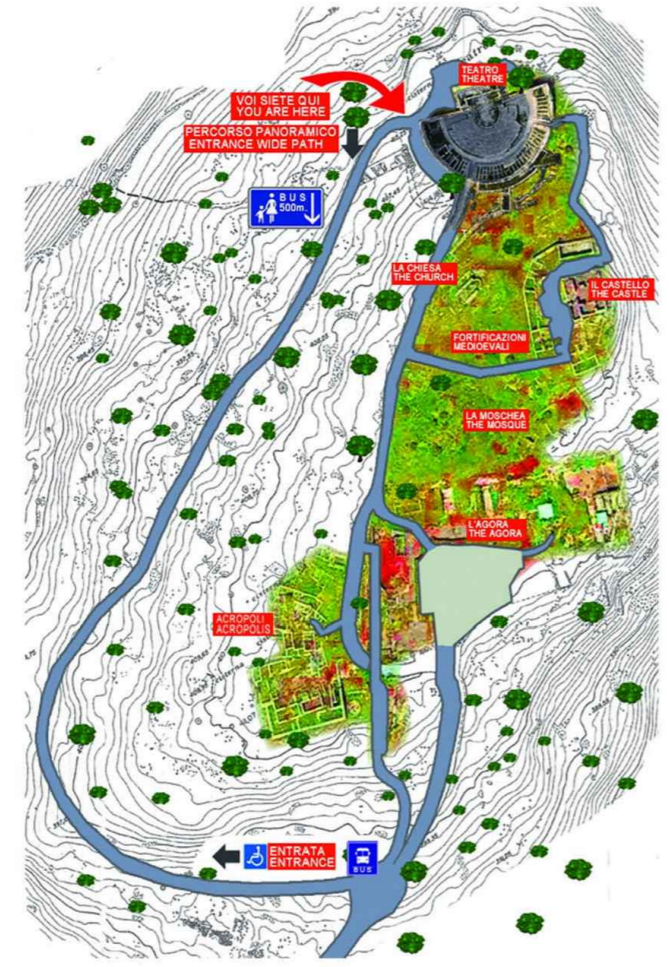 TEATRO
THEATRE
VOI SIETE QUI
YOU ARE HERE
PERCORSO PANORAMICO
ENTRANCE WIDE PATH
BUS
500m.
LA CHIESA
THE CHURCH
IL CASTELLO
THE CASTLE
FORTIFICAZIONI
MEDIOEVALI
LA MOSCHEA
THE MOSQUE
L'AGORA
THE AGORA
ACROPOLI
ACROPOLIS
ENTRATA
ENTRANCE
BUS